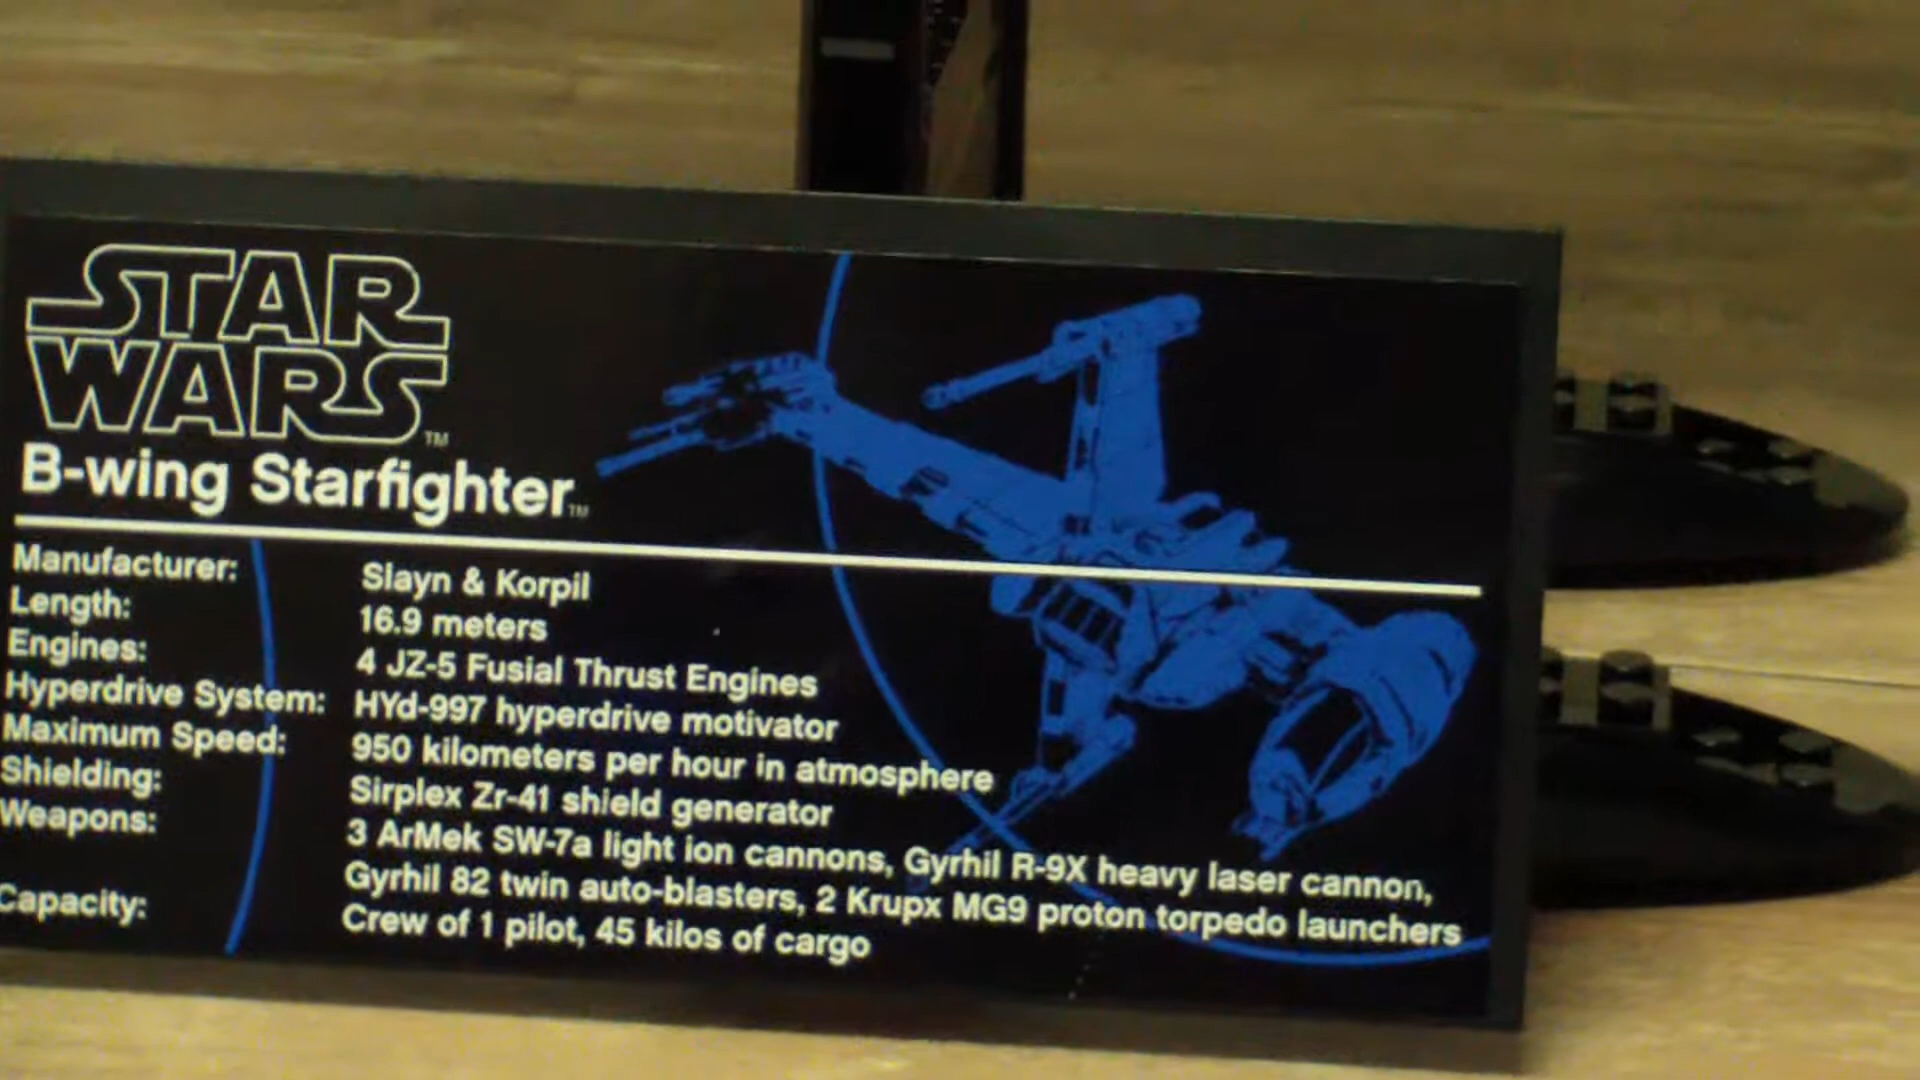 STAR
WARS™
B-wing Starfighter™
Manufacturer: Slayn & Korpil
Length: 16.9 meters
Engines: 4 JZ-5 Fusial Thrust Engines
Hyperdrive System: HYd-997 hyperdrive motivator
Maximum Speed: 950 kilometers per hour in atmosphere
Shielding: Sirplex Zr-41 shield generator
Weapons: 3 ArMek SW-7a light ion cannons, Gyrhil R-9X heavy laser cannon,
Gyrhil 82 twin auto-blasters, 2 Krupx MG9 proton torpedo launchers
Capacity: Crew of 1 pilot, 45 kilos of cargo